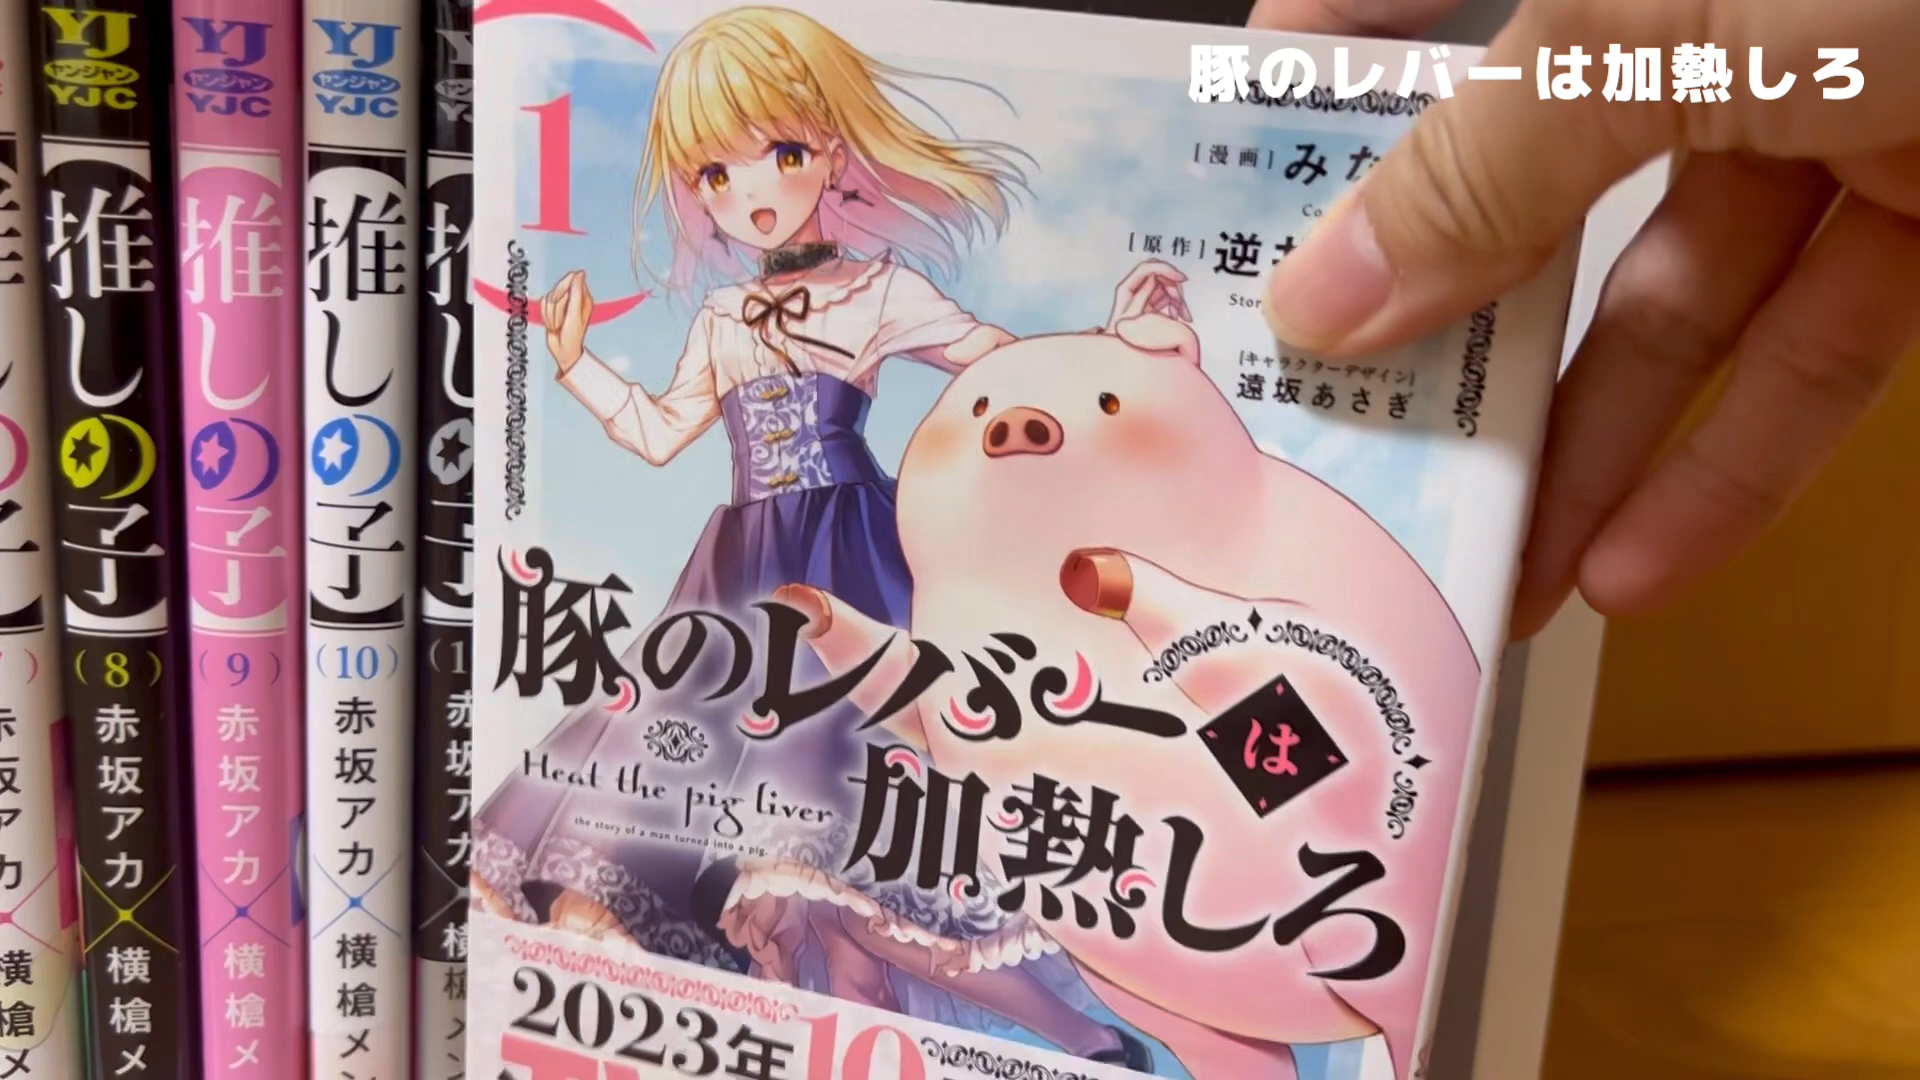 豚のレバーは加熱しろ
YJ
ヤンジャン
YJC
【推しの子】
(8)
赤坂アカ×横槍メ
YJ
ヤンジャン
YJC
【推しの子】
(9)
赤坂アカ×横槍メ
YJ
ヤンジャン
YJC
【推しの子】
(10)
赤坂アカ×横槍メン
1
[漫画]み
[原作]逆
[キャラクターデザイン]
遠坂あさぎ
豚のレバーは
加熱しろ
Heat the pig liver
the story of a man turned into a pig.
2023年10